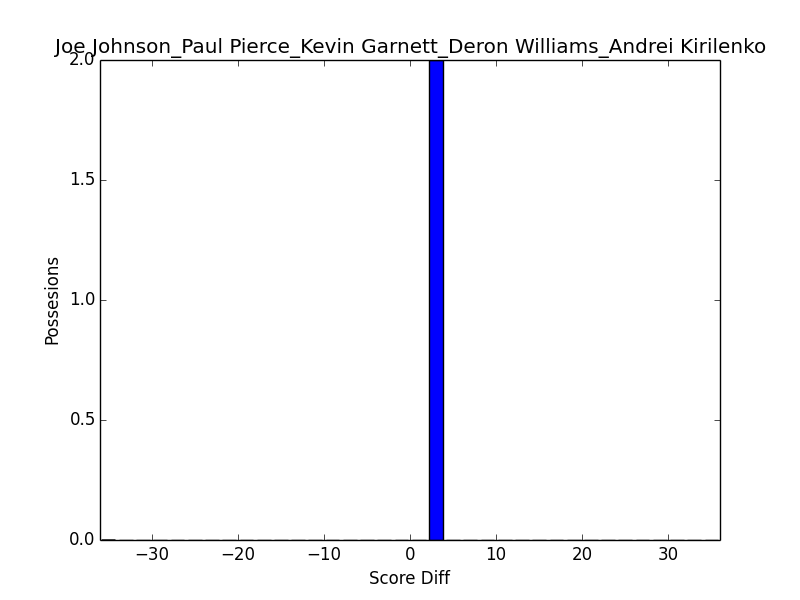 Joe Johnson_Paul Pierce_Kevin Garnett_Deron Williams_Andrei Kirilenko
2.0
1.5
1.0
0.5
0.0
Possesions
−30 −20 −10 0 10 20 30
Score Diff